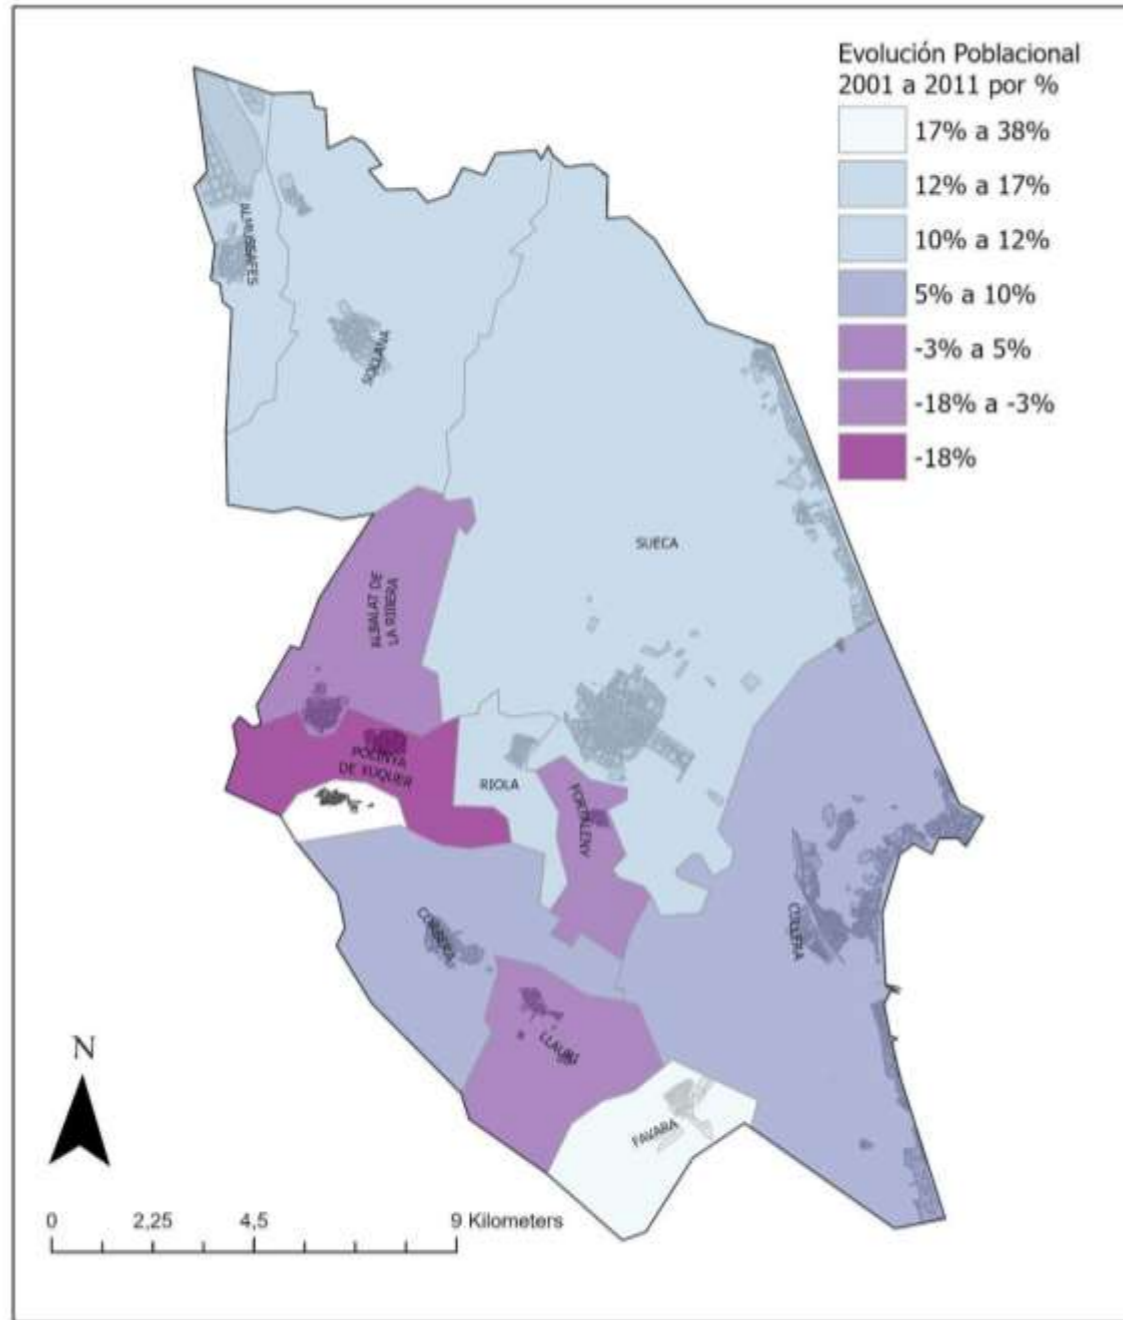 Evolución Poblacional
2001 a 2011 por %
17% a 38%
12% a 17%
10% a 12%
5% a 10%
-3% a 5%
-18% a -3%
-18%
ALMUSSAFES
SOLLANA
SUECA
ALBALAT DE
LA RIBERA
POLINYÀ
DE XUQUER
RIOLA
FORTALENY
CORBERA
CULLERA
LLAURI
FAVARA
N
0
2,25
4,5
9 Kilometers